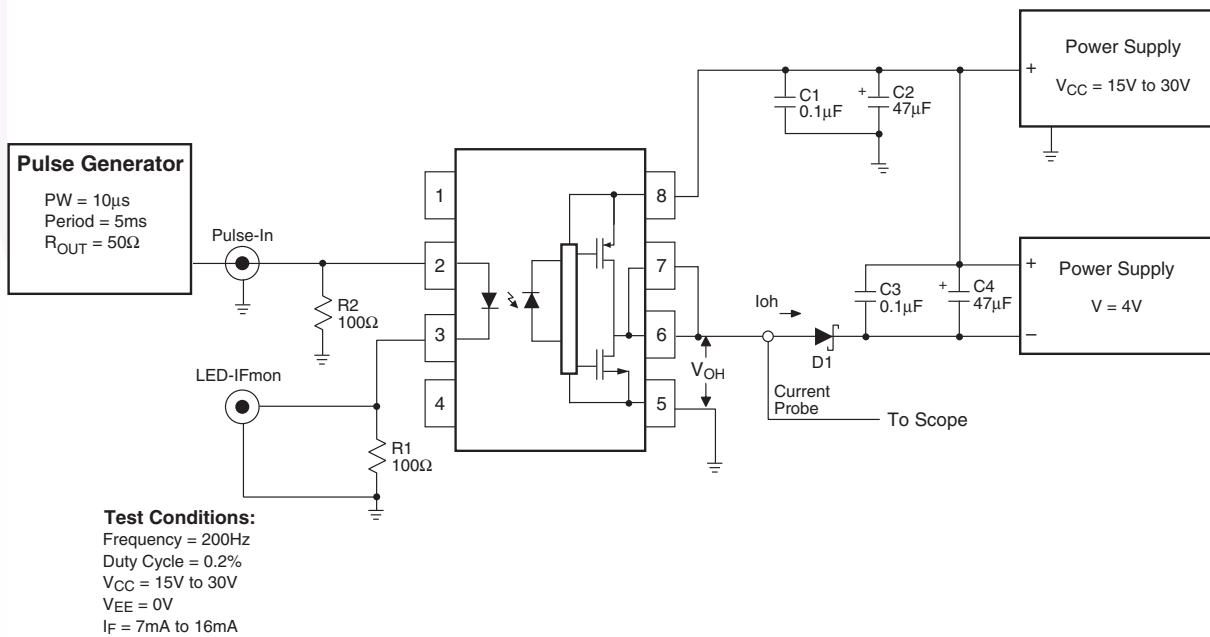 Power Supply
VCC = 15V to 30V
+
C1
0.1µF
+
C2
47µF
Pulse Generator
PW = 10µs
Period = 5ms
ROUT = 50Ω
Pulse-In
R2
100Ω
LED-IFmon
R1
100Ω
1
2
3
4
8
7
6
5
VOH
Ioh
Current
Probe
To Scope
D1
C3
0.1µF
+
C4
47µF
Power Supply
V = 4V
+
–
Test Conditions:
Frequency = 200Hz
Duty Cycle = 0.2%
VCC = 15V to 30V
VEE = 0V
IF = 7mA to 16mA